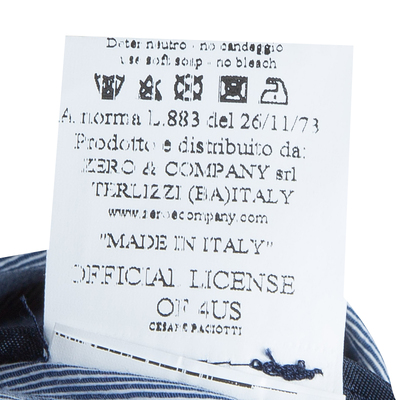 Deter neutro - no candeggio
use soft soap - no bleach
A norma L.883 del 26/11/73
Prodotto e distribuito da:
ZERO & COMPANY srl
TERLIZZI (BA)ITALY
www.zeroecompany.com
"MADE IN ITALY"
OFFICIAL LICENSE
OF 4US
CESARE PACIOTTI